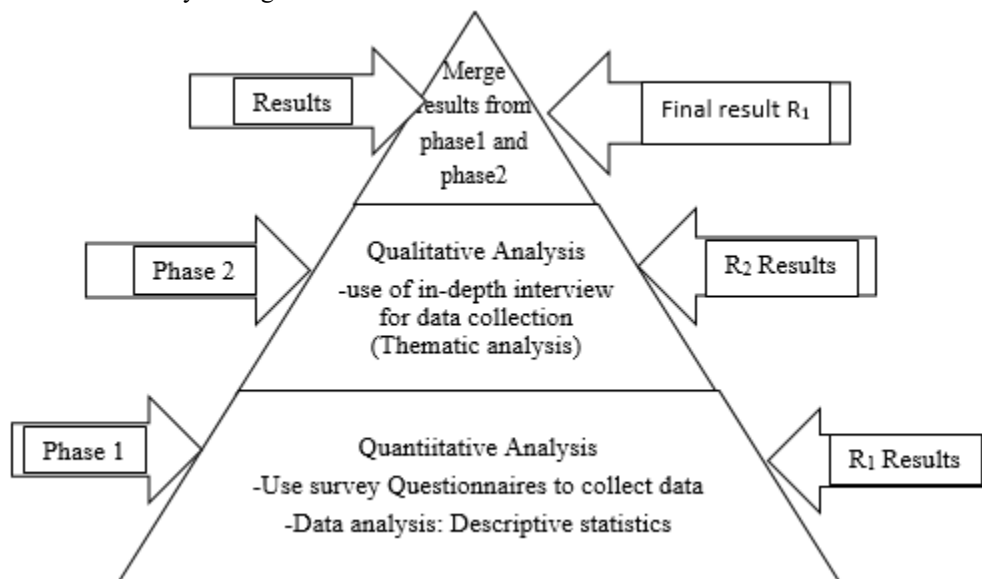 Merge
Results
results from
Final result R₁
phase1 and
phase2
Qualitative Analysis
Phase 2
-use of in-depth interview
R₂ Results
for data collection
(Thematic analysis)
Phase 1
Quantiitative Analysis
R₁ Results
-Use survey Questionnaires to collect data
-Data analysis: Descriptive statistics